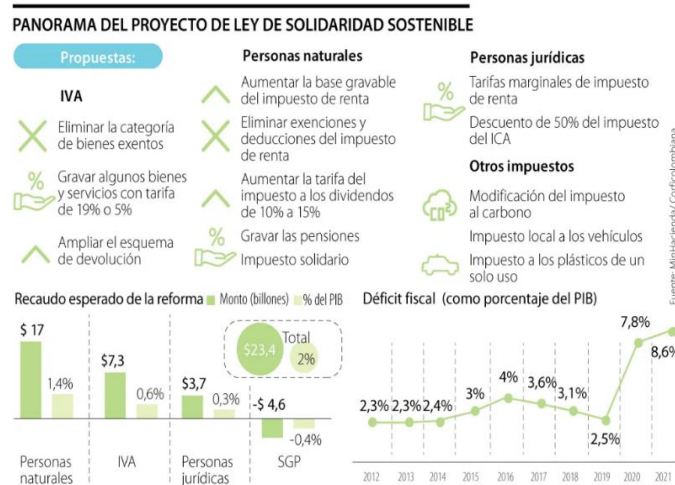 PANORAMA DEL PROYECTO DE LEY DE SOLIDARIDAD SOSTENIBLE
Propuestas:
IVA
Eliminar la categoría
de bienes exentos
%
Gravar algunos bienes
y servicios con tarifa
de 19% o 5%
Ampliar el esquema
de devolución
Personas naturales
Aumentar la base gravable
del impuesto de renta
Eliminar exenciones y
deducciones del impuesto
de renta
Aumentar la tarifa del
impuesto a los dividendos
de 10% a 15%
%
Gravar las pensiones
Impuesto solidario
Personas jurídicas
%
Tarifas marginales de impuesto
de renta
Descuento de 50% del impuesto
del ICA
Otros impuestos
Modificación del impuesto
al carbono
Impuesto local a los vehículos
Impuesto a los plásticos de un
solo uso
Fuente: MinHacienda/ Corficolombiana
Recaudo esperado de la reforma
Monto (billones)
% del PIB
$ 17
1,4%
$7,3
0,6%
$3,7
0,3%
-$ 4,6
-0,4%
$23,4
Total
2%
Personas
naturales
IVA
Personas
jurídicas
SGP
Déficit fiscal (como porcentaje del PIB)
2,3%
2,3%
2,4%
3%
4%
3,6%
3,1%
2,5%
7,8%
8,6%
2012
2013
2014
2015
2016
2017
2018
2019
2020
2021